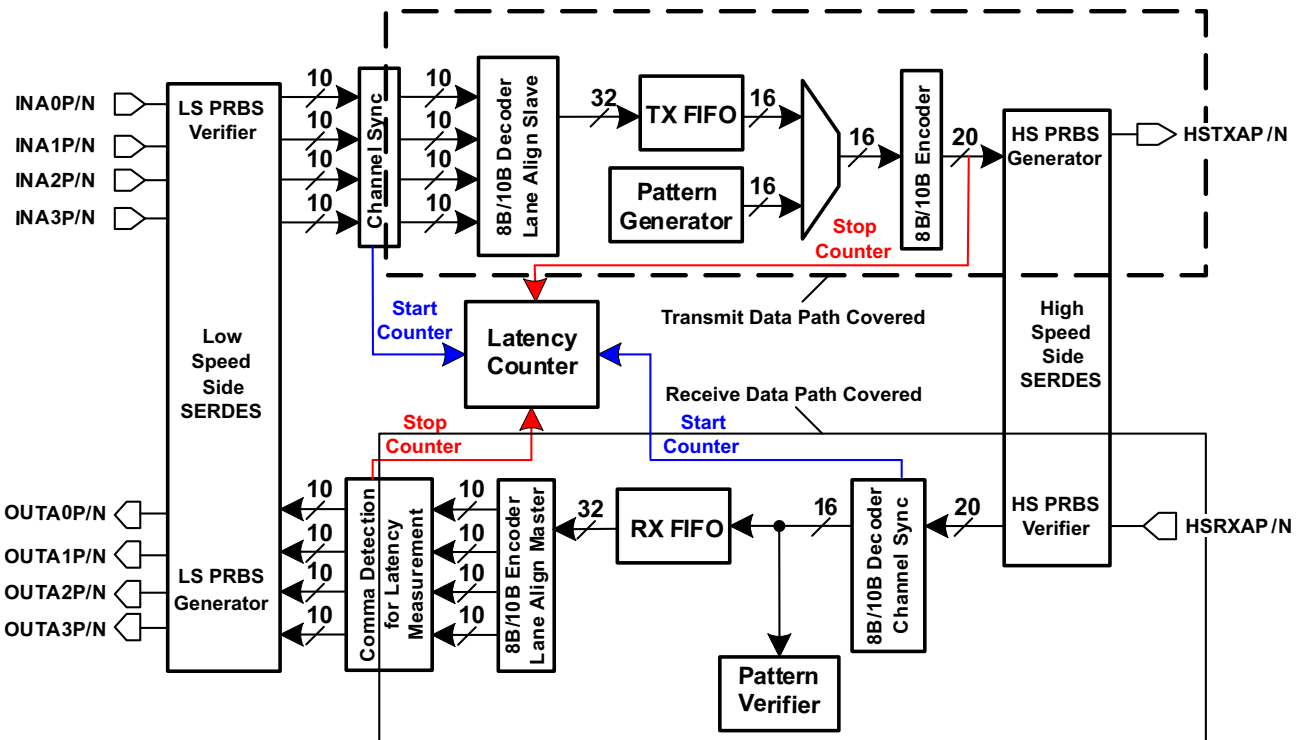 INA0P/N
INA1P/N
INA2P/N
INA3P/N
LS PRBS
Verifier
Low
Speed
Side
SERDES
LS PRBS
Generator
10
10
10
10
Channel Sync
10
10
10
10
8B/10B Decoder
Lane Align Slave
32
TX FIFO
16
Pattern
Generator
16
16
8B/10B Encoder
20
HS PRBS
Generator
HSTXAP/N
Stop
Counter
Start
Counter
Latency
Counter
Transmit Data Path Covered
High
Speed
Side
SERDES
Receive Data Path Covered
Stop
Counter
Start
Counter
OUTA0P/N
OUTA1P/N
OUTA2P/N
OUTA3P/N
10
10
10
10
Comma Detection
for Latency
Measurement
10
10
10
10
8B/10B Encoder
Lane Align Master
32
RX FIFO
16
8B/10B Decoder
Channel Sync
20
HS PRBS
Verifier
HSRXAP/N
Pattern
Verifier